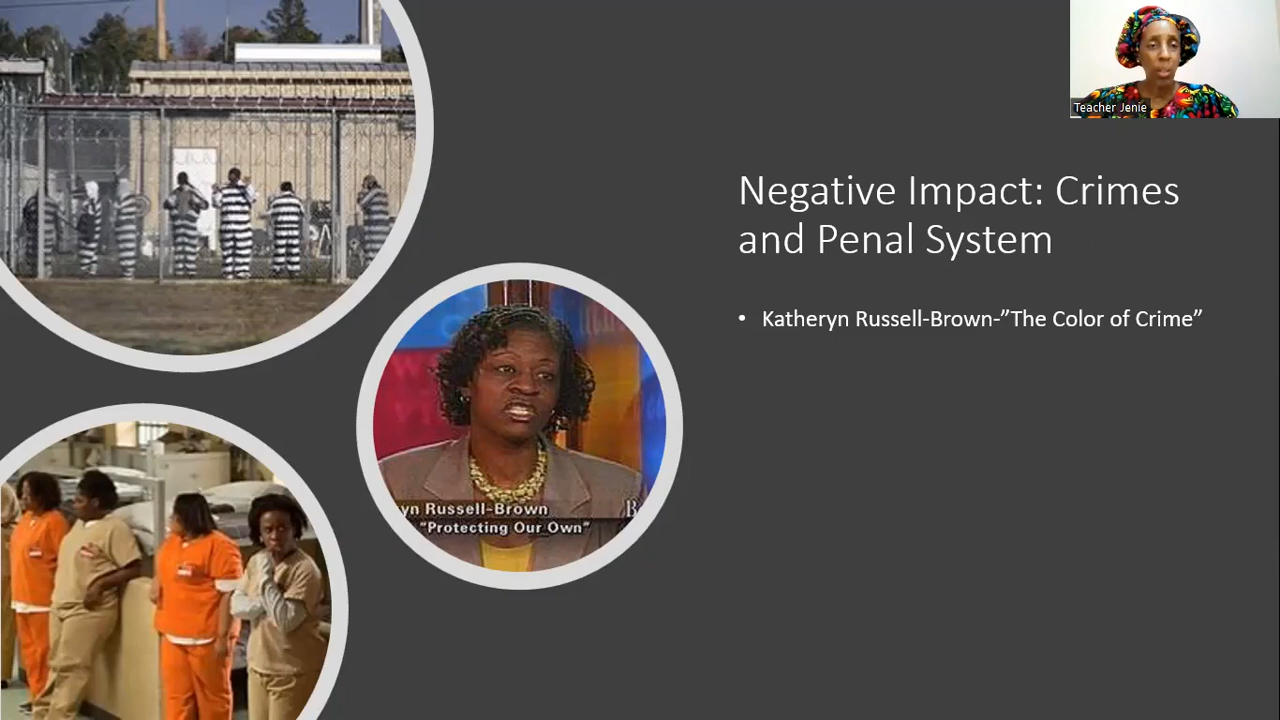 Teacher Jenie
Negative Impact: Crimes
and Penal System
• Katheryn Russell-Brown-”The Color of Crime”
yn Russell-Brown
"Protecting Our Own"